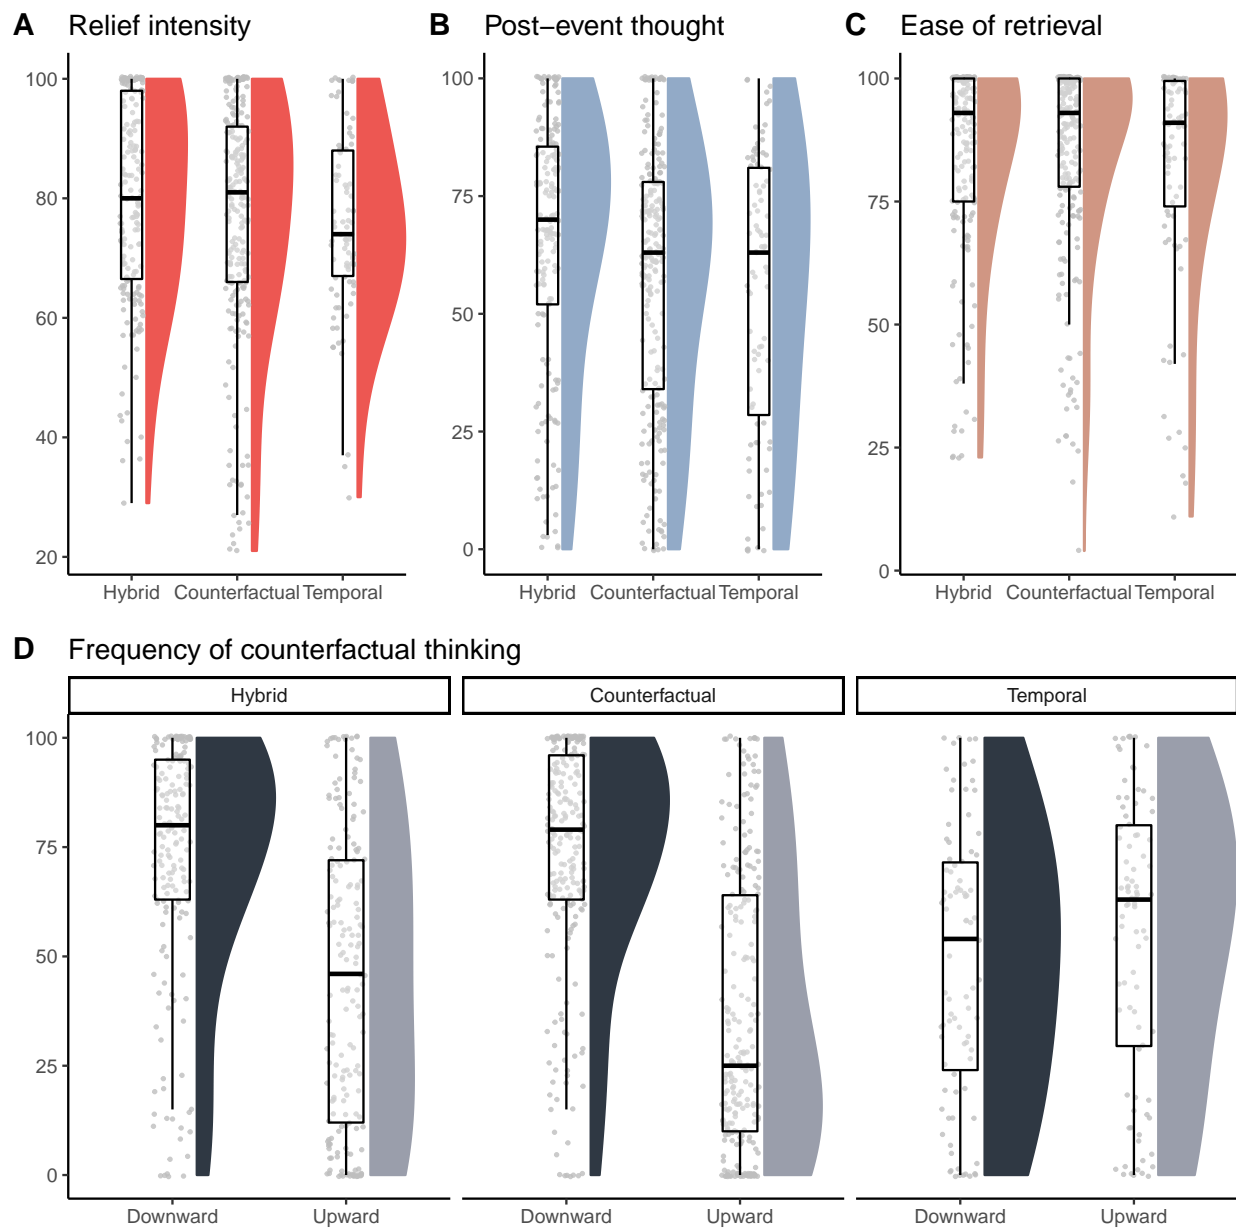 A Relief intensity
100
80
60
40
20
Hybrid Counterfactual Temporal
B Post−event thought
100
75
50
25
0
Hybrid Counterfactual Temporal
C Ease of retrieval
100
75
50
25
0
Hybrid Counterfactual Temporal
D Frequency of counterfactual thinking
Hybrid Counterfactual Temporal
100
75
50
25
0
Downward Upward Downward Upward Downward Upward